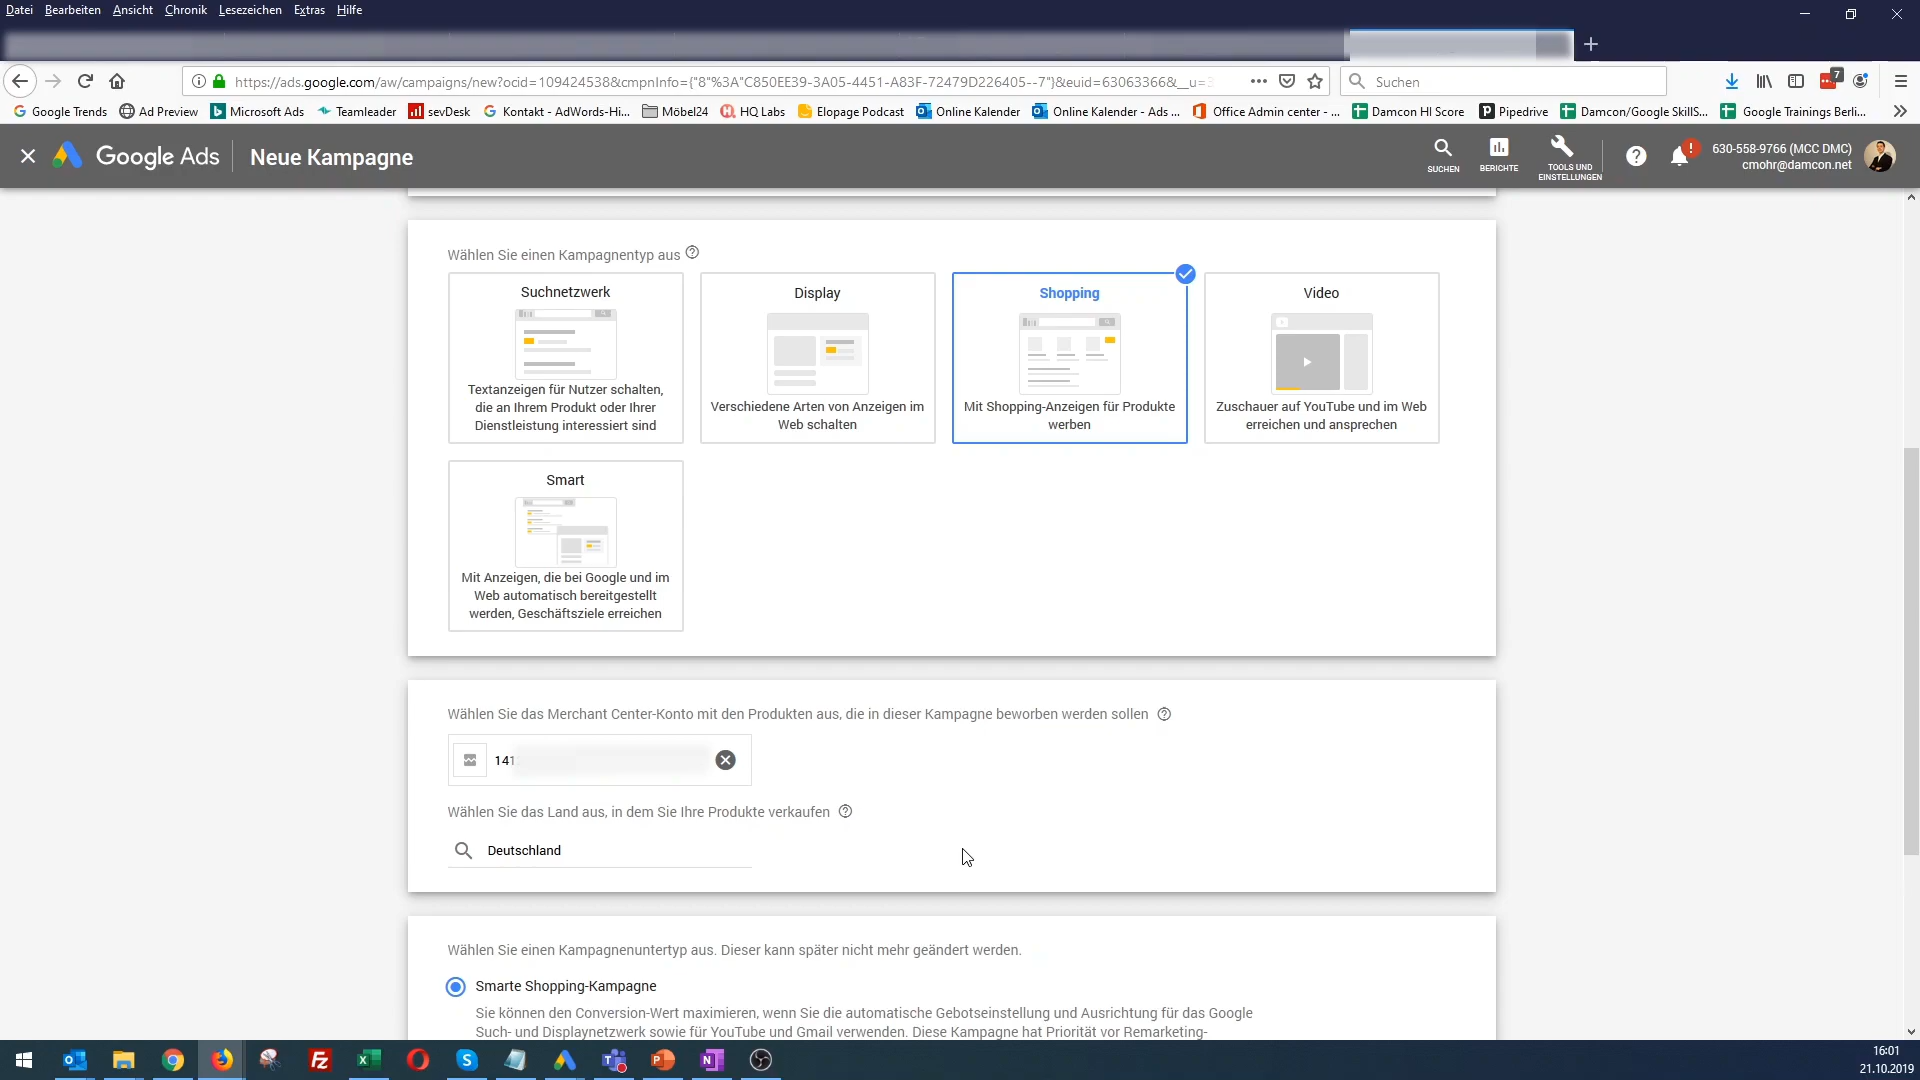 Datei Bearbeiten Ansicht Chronik Lesezeichen Extras Hilfe
https://ads.google.com/aw/campaigns/new?ocid=109424538&cmpnInfo={"8"%3A"C850EE39-3A05-4451-A83F-72479D226405--7"}&euid=63063366&__u=
Suchen
7
Google Trends Ad Preview Microsoft Ads Teamleader sevDesk Kontakt - AdWords-Hi... Möbel24 HQ Labs Elopage Podcast Online Kalender Online Kalender - Ads ... Office Admin center - ... Damcon HI Score Pipedrive Damcon/Google SkillS... Google Trainings Berli...
Google Ads Neue Kampagne
SUCHEN
BERICHTE
TOOLS UND
EINSTELLUNGEN
630-558-9766 (MCC DMC)
cmohr@damcon.net
Wählen Sie einen Kampagnentyp aus
Suchnetzwerk
Textanzeigen für Nutzer schalten,
die an Ihrem Produkt oder Ihrer
Dienstleistung interessiert sind
Display
Verschiedene Arten von Anzeigen im
Web schalten
Shopping
Mit Shopping-Anzeigen für Produkte
werben
Video
Zuschauer auf YouTube und im Web
erreichen und ansprechen
Smart
Mit Anzeigen, die bei Google und im
Web automatisch bereitgestellt
werden, Geschäftsziele erreichen
Wählen Sie das Merchant Center-Konto mit den Produkten aus, die in dieser Kampagne beworben werden sollen
141
Wählen Sie das Land aus, in dem Sie Ihre Produkte verkaufen
Deutschland
Wählen Sie einen Kampagnenuntertyp aus. Dieser kann später nicht mehr geändert werden.
Smarte Shopping-Kampagne
Sie können den Conversion-Wert maximieren, wenn Sie die automatische Gebotseinstellung und Ausrichtung für das Google
Such- und Displaynetzwerk sowie für YouTube und Gmail verwenden. Diese Kampagne hat Priorität vor Remarketing-
16:01
21.10.2019